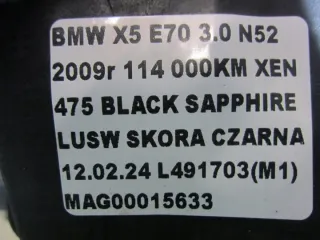 BMW X5 E70 3.0 N52
2009r 114 000KM XEN
475 BLACK SAPPHIRE
LUSW SKORA CZARNA
12.02.24 L491703(M1)
MAG00015633